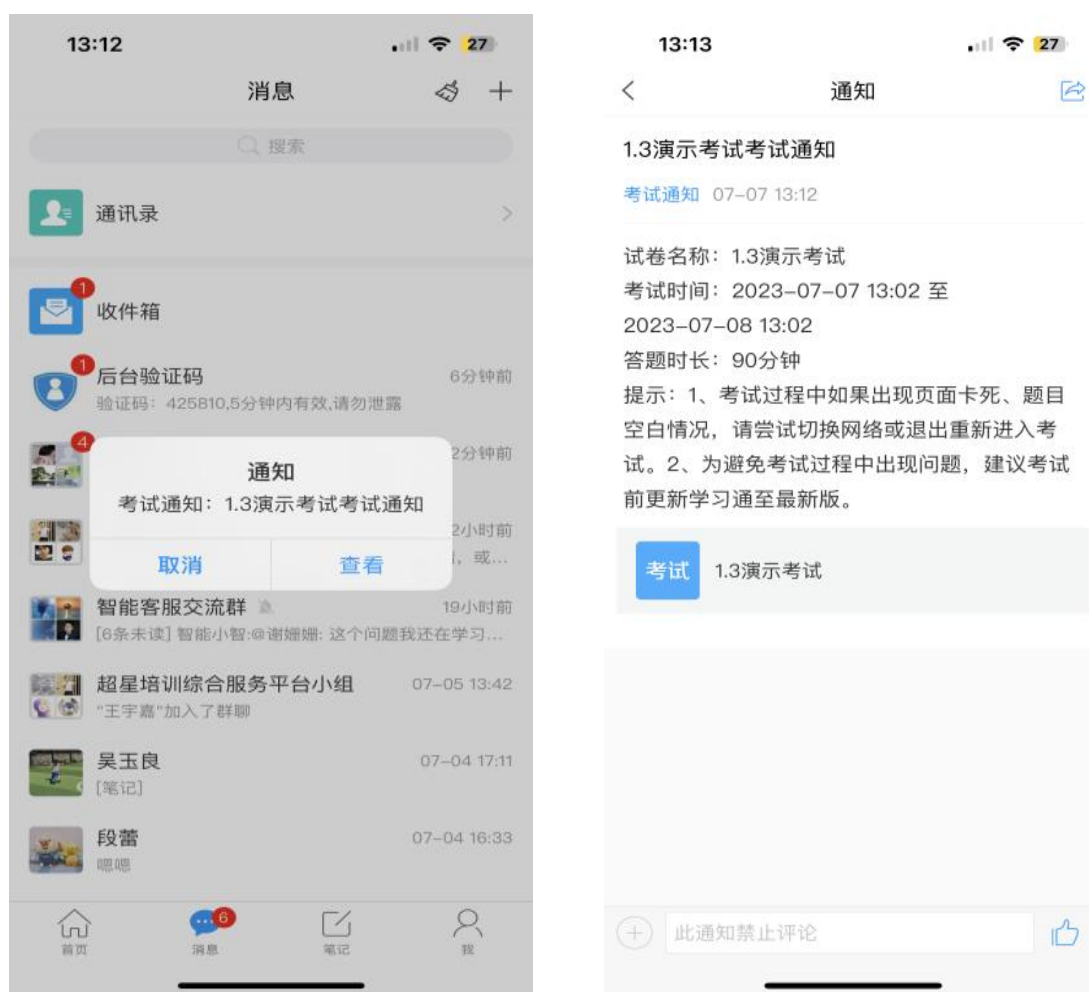 13:12
27
消息
搜索
通讯录
1
收件箱
1
后台验证码
6分钟前
验证码：425810,5分钟内有效,请勿泄露
4
2分钟前
通知
考试通知：1.3演示考试考试通知
取消
查看
2小时前
，或...
智能客服交流群
19小时前
[6条未读] 智能小智:@谢姗姗: 这个问题我还在学习...
超星培训综合服务平台小组
07-05 13:42
"王宇嘉"加入了群聊
吴玉良
07-04 17:11
[笔记]
段蕾
07-04 16:33
嗯嗯
6
首页
消息
笔记
我
13:13
27
通知
1.3演示考试考试通知
考试通知 07-07 13:12
试卷名称：1.3演示考试
考试时间：2023-07-07 13:02 至
2023-07-08 13:02
答题时长：90分钟
提示：1、考试过程中如果出现页面卡死、题目
空白情况，请尝试切换网络或退出重新进入考
试。2、为避免考试过程中出现问题，建议考试
前更新学习通至最新版。
考试
1.3演示考试
此通知禁止评论